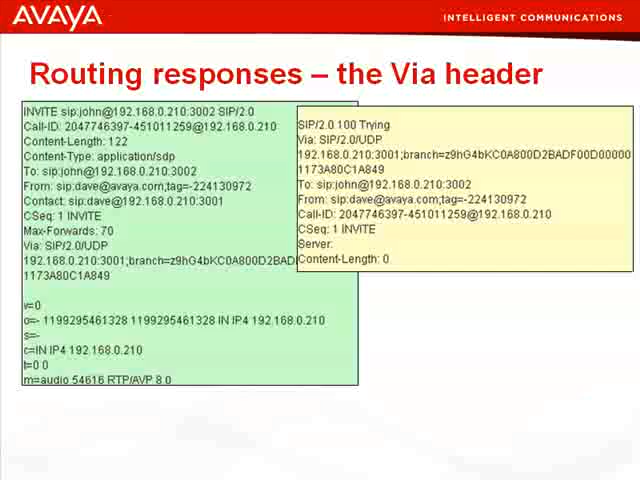 AVAYA
INTELLIGENT COMMUNICATIONS
Routing responses – the Via header
INVITE sip:john@192.168.0.210:3002 SIP/2.0
Call-ID: 2047746397-451011259@192.168.0.210
Content-Length: 122
Content-Type: application/sdp
To: sip:john@192.168.0.210:3002
From: sip:dave@avaya.com;tag=-224130972
Contact: sip:dave@192.168.0.210:3001
CSeq: 1 INVITE
Max-Forwards: 70
Via: SIP/2.0/UDP
192.168.0.210:3001;branch=z9hG4bKC0A800D2BAD
1173A80C1A849
v=0
o=- 1199295461328 1199295461328 IN IP4 192.168.0.210
s=-
c=IN IP4 192.168.0.210
t=0 0
m=audio 54616 RTP/AVP 8 0
SIP/2.0 100 Trying
Via: SIP/2.0/UDP
192.168.0.210:3001;branch=z9hG4bKC0A800D2BADF00D00000
1173A80C1A849
To: sip:john@192.168.0.210:3002
From: sip:dave@avaya.com;tag=-224130972
Call-ID: 2047746397-451011259@192.168.0.210
CSeq: 1 INVITE
Server:
Content-Length: 0